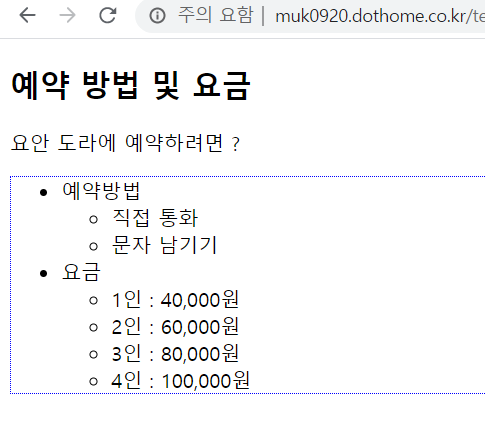 주의 요함 | muk0920.dothome.co.kr/te
예약 방법 및 요금
요안 도라에 예약하려면 ?
예약방법
직접 통화
문자 남기기
요금
1인 : 40,000원
2인 : 60,000원
3인 : 80,000원
4인 : 100,000원